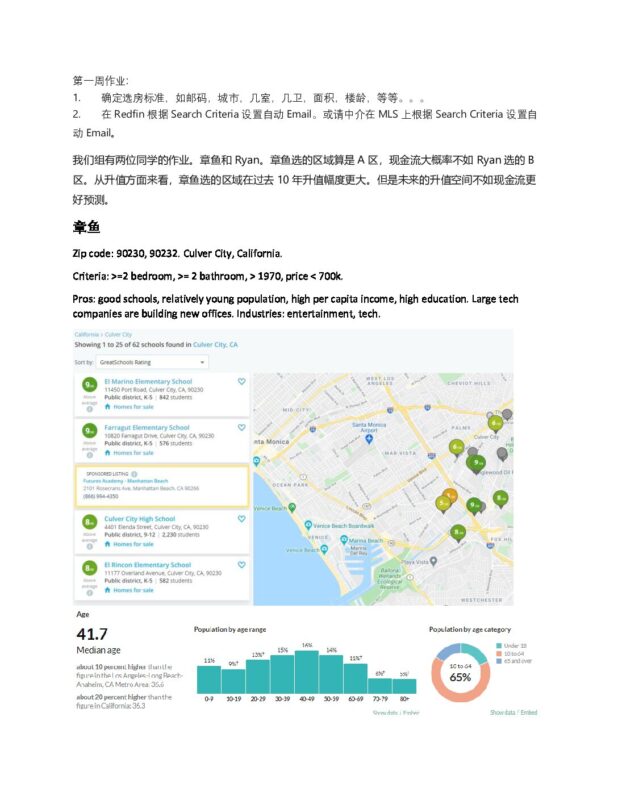 第一周作业:
1. 确定选房标准，如邮码，城市，几室，几卫，面积，楼龄，等等。。。
2. 在 Redfin 根据 Search Criteria 设置自动 Email。或请中介在 MLS 上根据 Search Criteria 设置自
动 Email。
我们组有两位同学的作业。章鱼和 Ryan。章鱼选的区域算是 A 区，现金流大概率不如 Ryan 选的 B
区。从升值方面来看，章鱼选的区域在过去 10 年升值幅度更大。但是未来的升值空间不如现金流更
好预测。
章鱼
Zip code: 90230, 90232. Culver City, California.
Criteria: >=2 bedroom, >= 2 bathroom, > 1970, price < 700k.
Pros: good schools, relatively young population, high per capita income, high education. Large tech
companies are building new offices. Industries: entertainment, tech.
California > Culver City
Showing 1 to 25 of 62 schools found in Culver City, CA
Sort by: GreatSchools Rating
El Marino Elementary School
11450 Port Road, Culver City, CA, 90230
Public district, K-5 | 842 students
Homes for sale
Above
average
Farragut Elementary School
10820 Farragut Drive, Culver City, CA, 90230
Public district, K-5 | 576 students
Homes for sale
Above
average
SPONSORED LISTING
Futures Academy - Manhattan Beach
2101 Rosecrans Ave, Manhattan Beach, CA 90266
(866) 994-4350
Culver City High School
4401 Elenda Street, Culver City, CA, 90230
Public district, 9-12 | 2,230 students
Homes for sale
Above
average
El Rincon Elementary School
11177 Overland Avenue, Culver City, CA, 90230
Public district, K-5 | 582 students
Homes for sale
Above
average
WEST LOS
ANGELES
CHEVIOT HILLS
MID-CITY
Santa Monica
Airport
PALMS
Culver City
nta Monica
MAR VISTA
OCEAN PARK
Venice Beach
Venice Beach Boardwalk
VENICE
Marina Beach
Venice Beach
Marina
Del Rey
Playa Vista
Ballona
Wetlands
Ecological
Reserve
FOX HI
WESTCHESTER
Age
41.7
Median age
about 10 percent higher than the
figure in the Los Angeles-Long Beach-
Anaheim, CA Metro Area: 36.6
about 20 percent higher than the
figure in California: 36.3
Population by age range
11% 9%† 13%† 15% 16% 14% 11%† 6%† 5%†
0-9 10-19 20-29 30-39 40-49 50-59 60-69 70-79 80+
Show data / Embed
Population by age category
Under 18
18 to 64
65 and over
18 to 64
65%
Show data / Embed